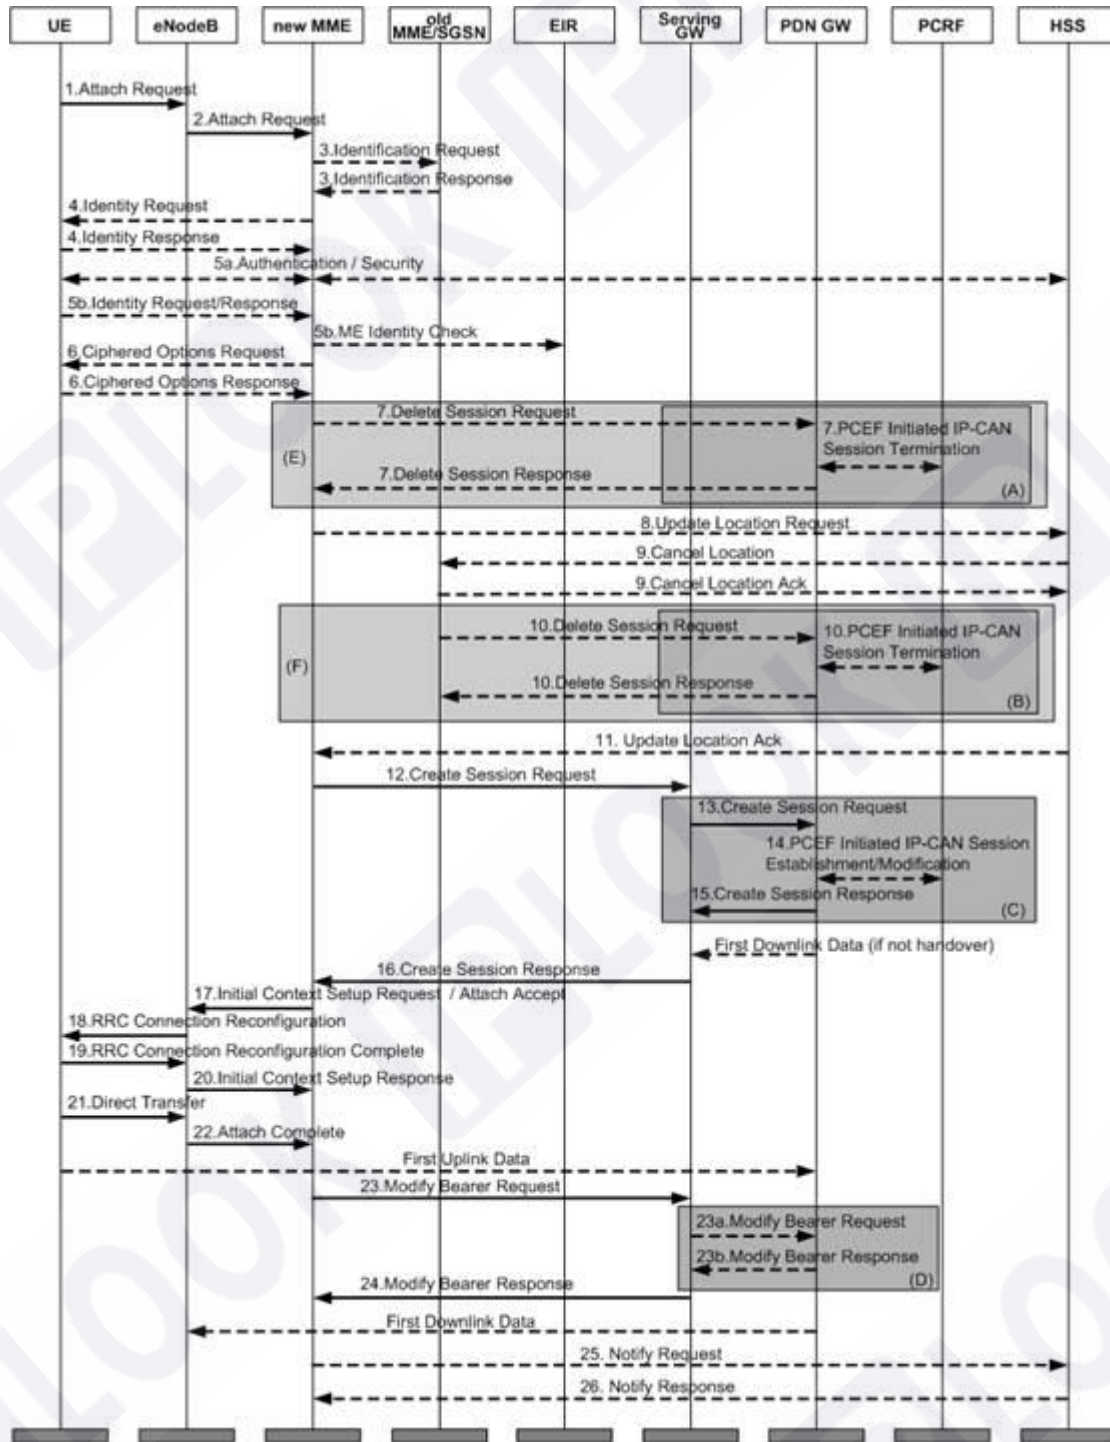 UE
eNodeB
new MME
old
MME/SGSN
EIR
Serving
GW
PDN GW
PCRF
HSS
1.Attach Request
2.Attach Request
3.Identification Request
3.Identification Response
4.Identity Request
4.Identity Response
5a.Authentication / Security
5b.Identity Request/Response
5b.ME Identity Check
6.Ciphered Options Request
6.Ciphered Options Response
7.Delete Session Request
7.PCEF Initiated IP-CAN
Session Termination
(E)
7.Delete Session Response
(A)
8.Update Location Request
9.Cancel Location
9.Cancel Location Ack
10.Delete Session Request
10.PCEF Initiated IP-CAN
Session Termination
(F)
10.Delete Session Response
(B)
11. Update Location Ack
12.Create Session Request
13.Create Session Request
14.PCEF Initiated IP-CAN Session
Establishment/Modification
15.Create Session Response
(C)
First Downlink Data (if not handover)
16.Create Session Response
17.Initial Context Setup Request / Attach Accept
18.RRC Connection Reconfiguration
19.RRC Connection Reconfiguration Complete
20.Initial Context Setup Response
21.Direct Transfer
22.Attach Complete
First Uplink Data
23.Modify Bearer Request
23a.Modify Bearer Request
23b.Modify Bearer Response
(D)
24.Modify Bearer Response
First Downlink Data
25. Notify Request
26. Notify Response
IPLOOK
IPLOOK
IPLOOK